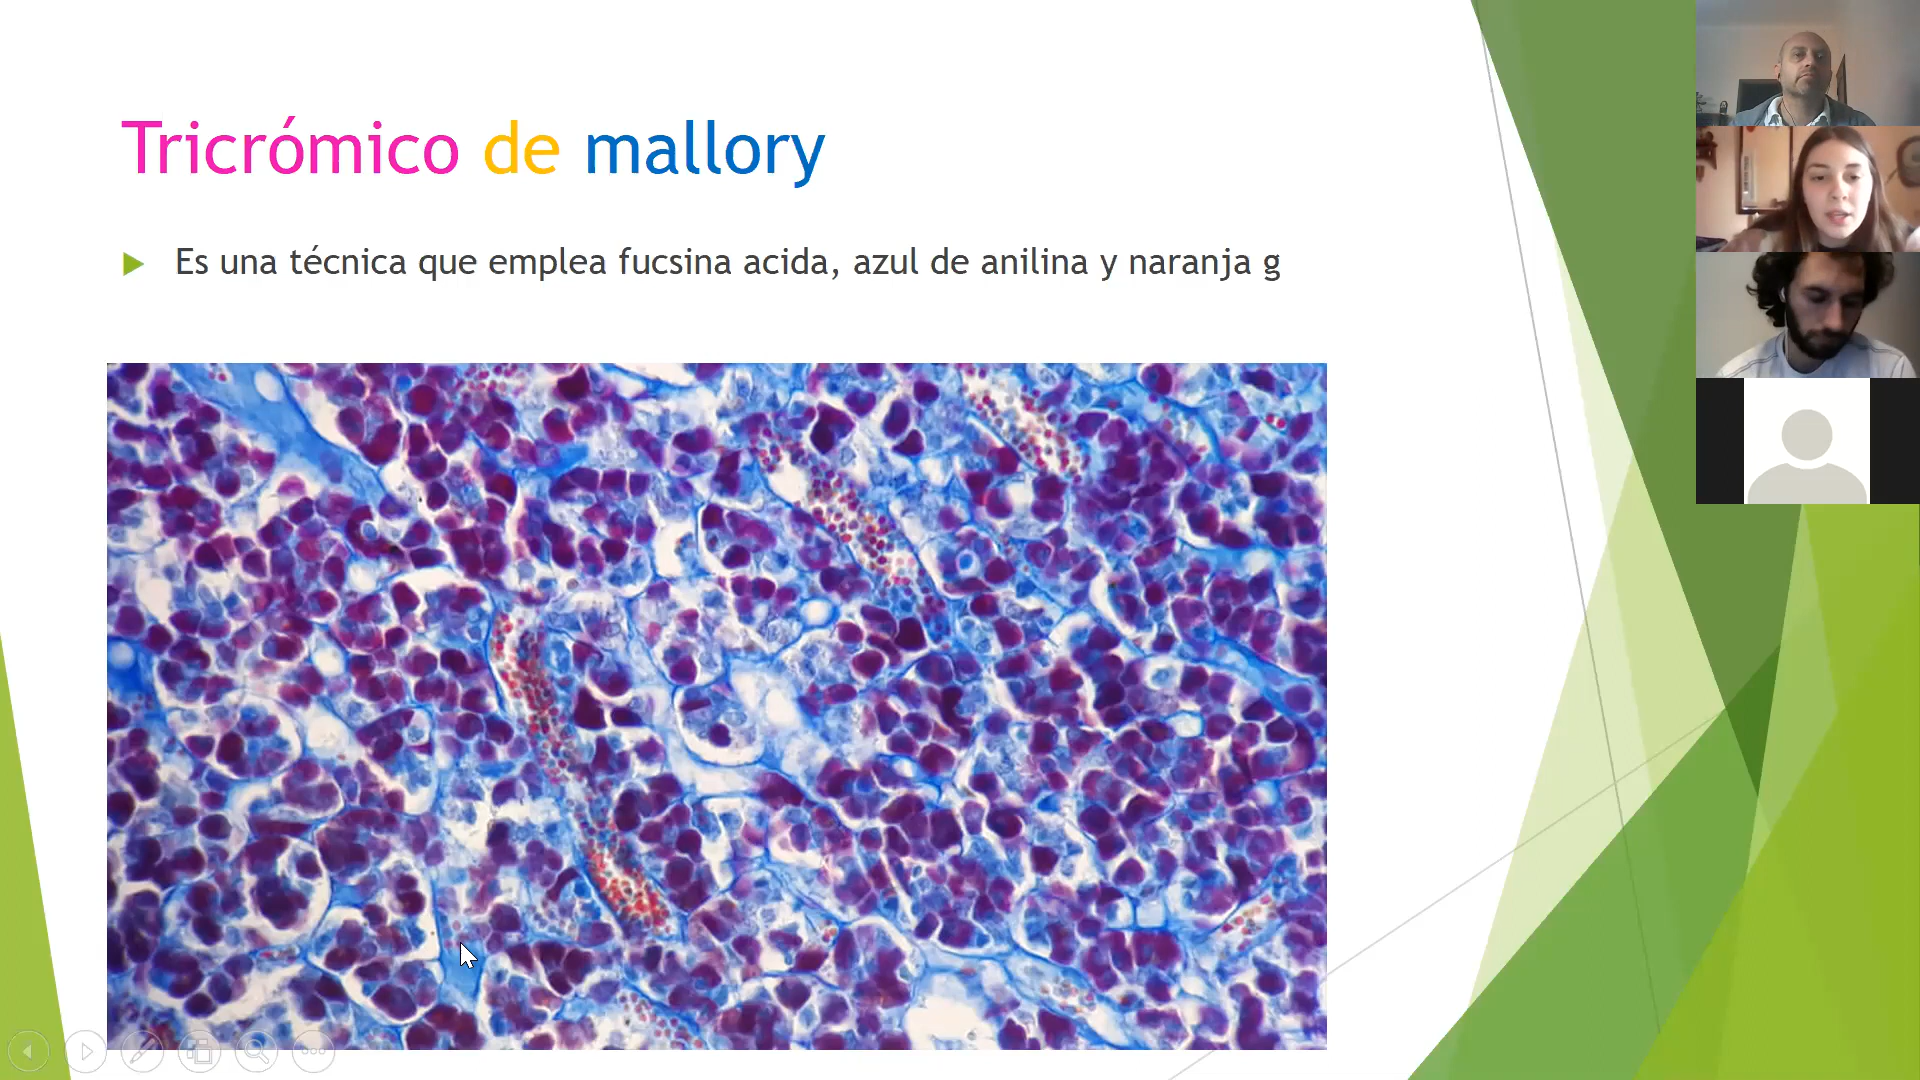 Tricrómico de mallory
Es una técnica que emplea fucsina acida, azul de anilina y naranja g